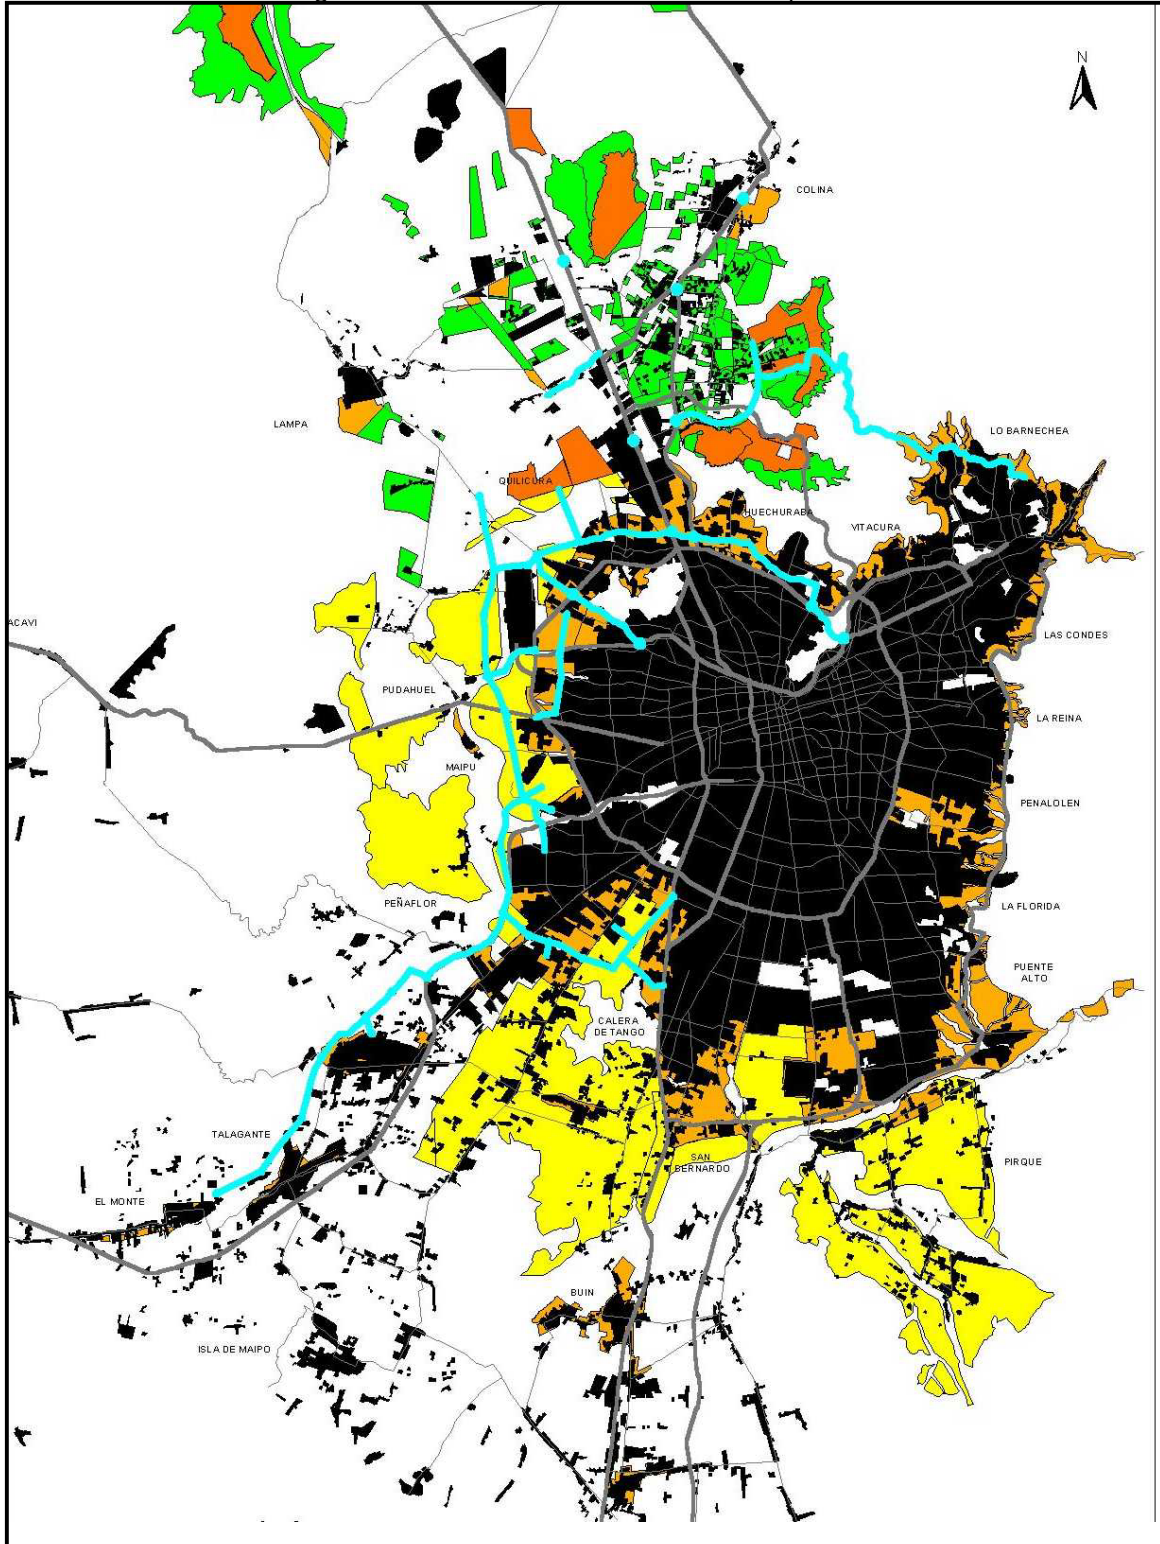 N
COLINA
LAMPA
LO BARNECHEA
QUILICURA
HUECHURABA
VITACURA
ACAVI
LAS CONDES
PUDAHUEL
LA REINA
MAIPU
PENALOLEN
PEÑAFLOR
LA FLORIDA
PUENTE
ALTO
CALERA
DE TANGO
TALAGANTE
SAN
BERNARDO
PIRQUE
EL MONTE
BUIN
ISLA DE MAIPO